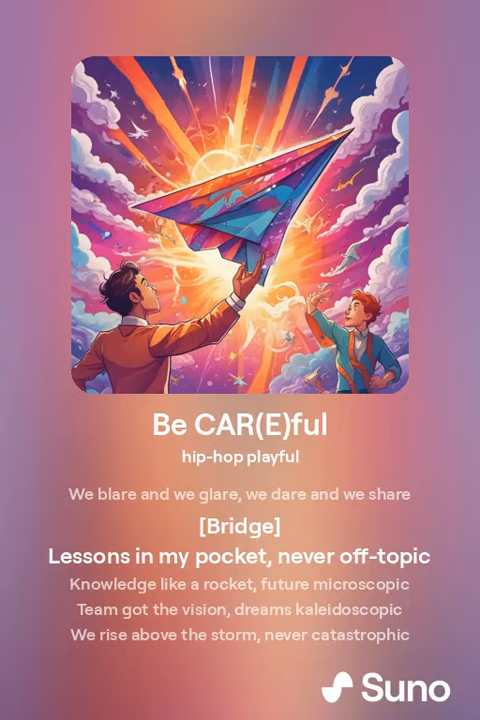 Be CAR(E)ful
hip-hop playful
We blare and we glare, we dare and we share
[Bridge]
Lessons in my pocket, never off-topic
Knowledge like a rocket, future microscopic
Team got the vision, dreams kaleidoscopic
We rise above the storm, never catastrophic
Suno